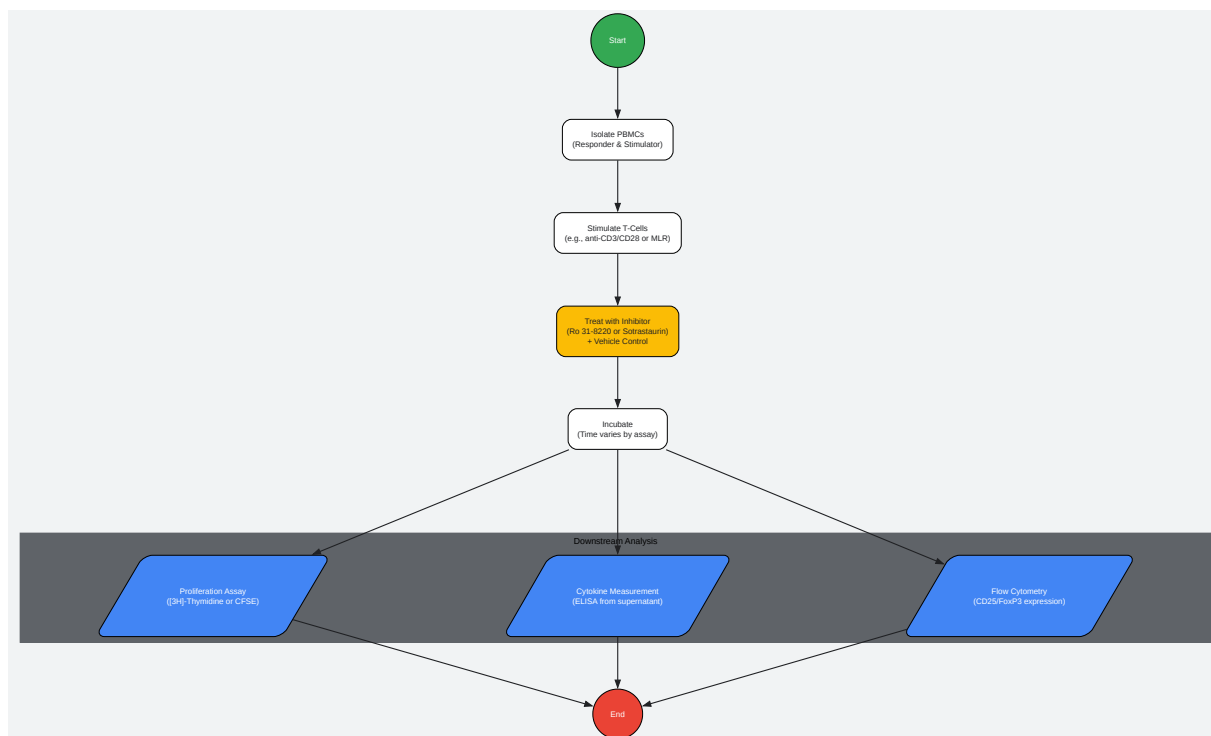 Start
Isolate PBMCs
(Responder & Stimulator)
Stimulate T-Cells
(e.g., anti-CD3/CD28 or MLR)
Treat with Inhibitor
(Ro 31-8220 or Sotrastaurin)
+ Vehicle Control
Incubate
(Time varies by assay)
Downstream Analysis
Proliferation Assay
([3H]-Thymidine or CFSE)
Cytokine Measurement
(ELISA from supernatant)
Flow Cytometry
(CD25/FoxP3 expression)
End